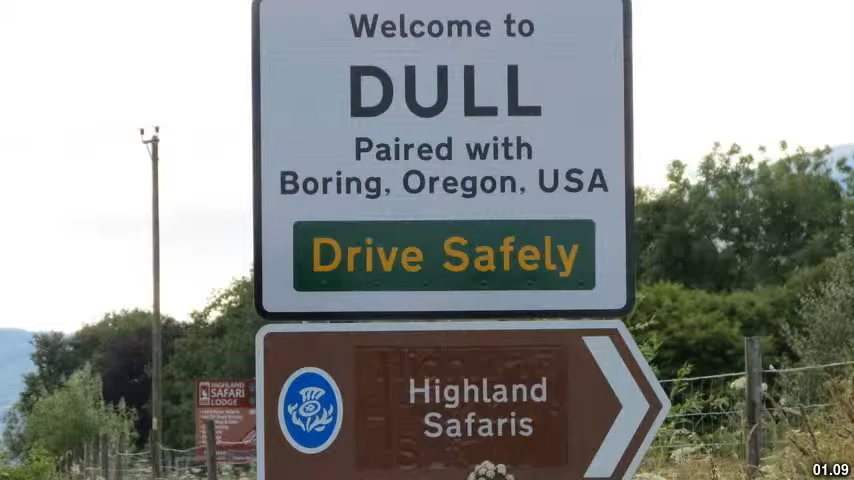 Welcome to
DULL
Paired with
Boring, Oregon, USA
Drive Safely
Highland
Safaris
HIGHLAND
SAFARI
LODGE
01.09